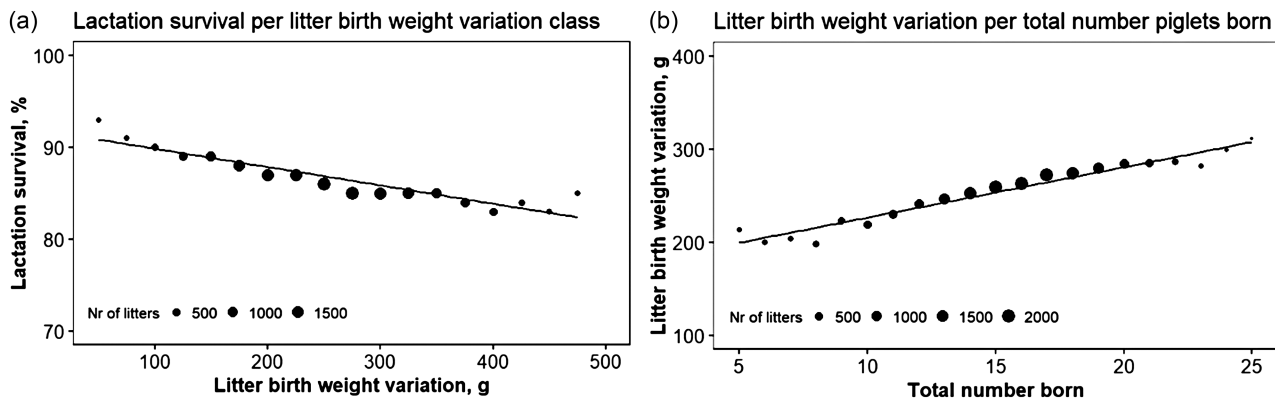 (a) Lactation survival per litter birth weight variation class
100
90
80
70
Lactation survival, %
Nr of litters 500 1000 1500
100 200 300 400 500
Litter birth weight variation, g
(b) Litter birth weight variation per total number piglets born
400
300
200
100
Litter birth weight variation, g
Nr of litters 500 1000 1500 2000
5 10 15 20 25
Total number born